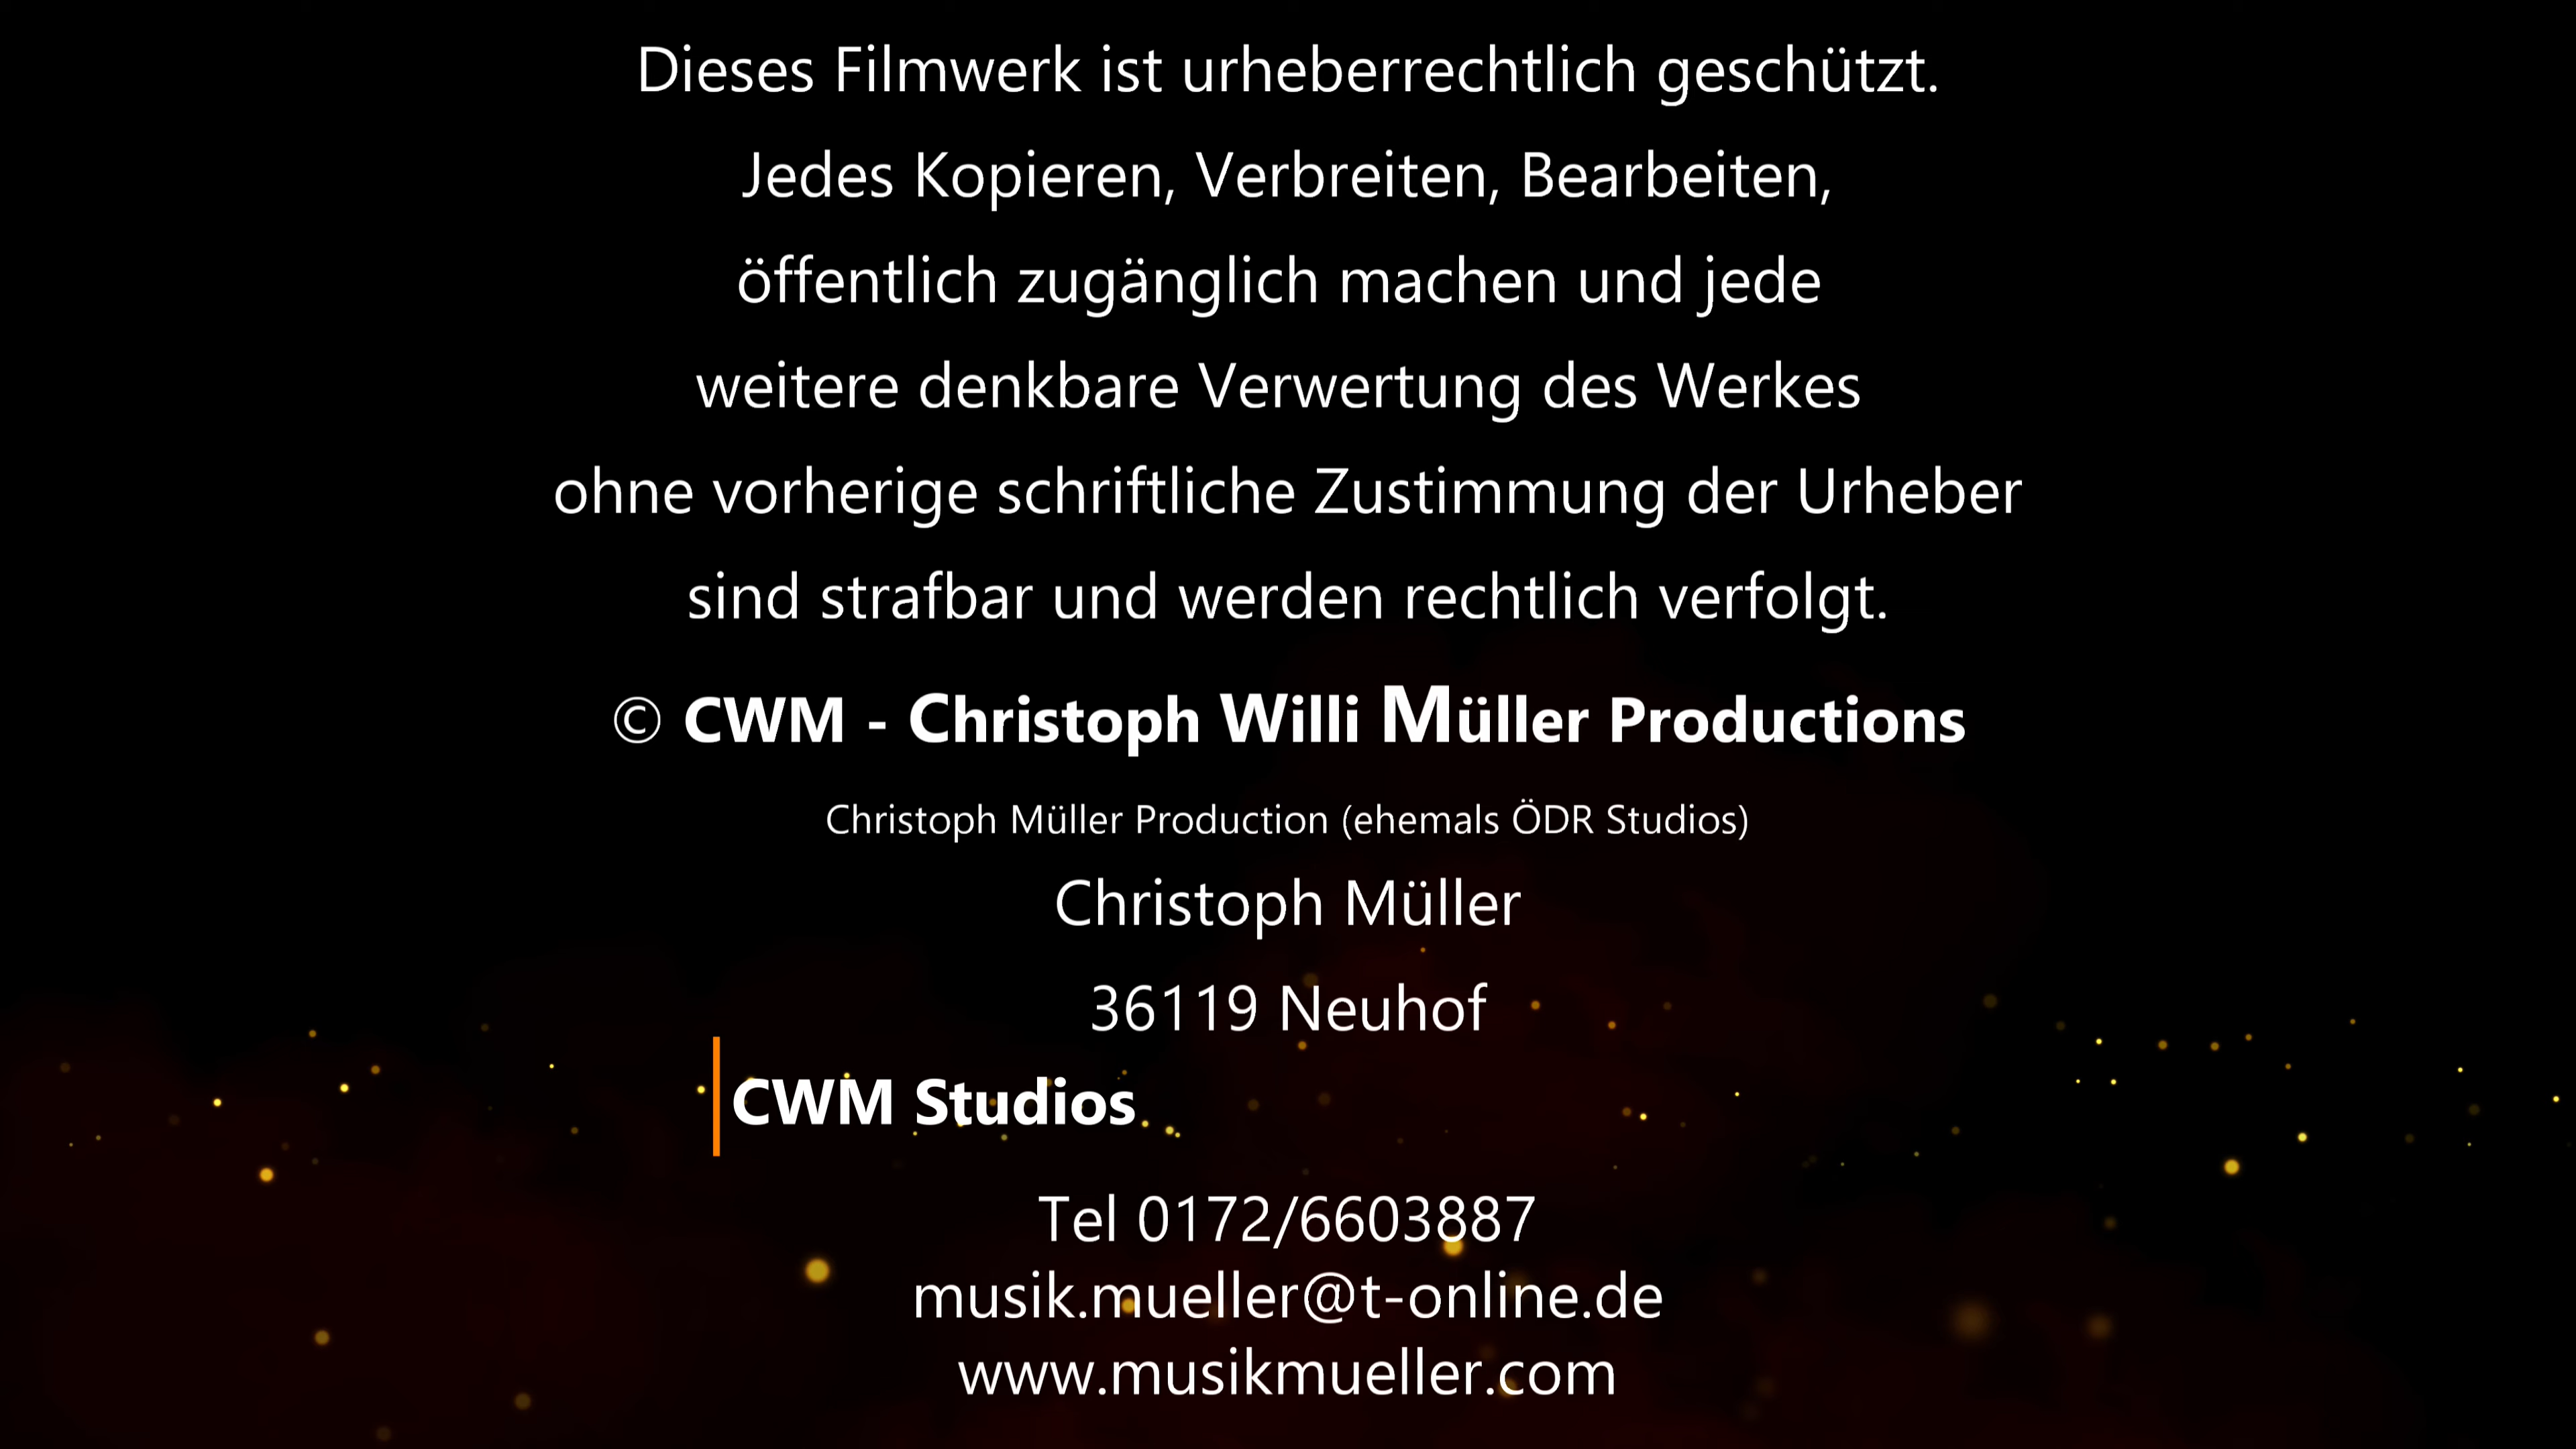 Dieses Filmwerk ist urheberrechtlich geschützt.
Jedes Kopieren, Verbreiten, Bearbeiten,
öffentlich zugänglich machen und jede
weitere denkbare Verwertung des Werkes
ohne vorherige schriftliche Zustimmung der Urheber
sind strafbar und werden rechtlich verfolgt.
© CWM - Christoph Willi Müller Productions
Christoph Müller Production (ehemals ÖDR Studios)
Christoph Müller
36119 Neuhof
CWM Studios
Tel 0172/6603887
musik.mueller@t-online.de
www.musikmueller.com